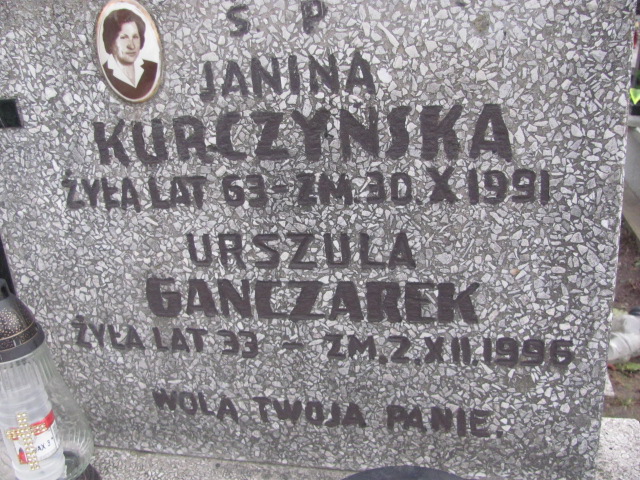 Ś. P.
JANINA
KURCZYŃSKA
ŻYŁA LAT 63 - ZM. 30. X 1991
URSZULA
GANCZAREK
ŻYŁA LAT 33 - ZM. 2. XII. 1996
WOLA TWOJA PANIE.